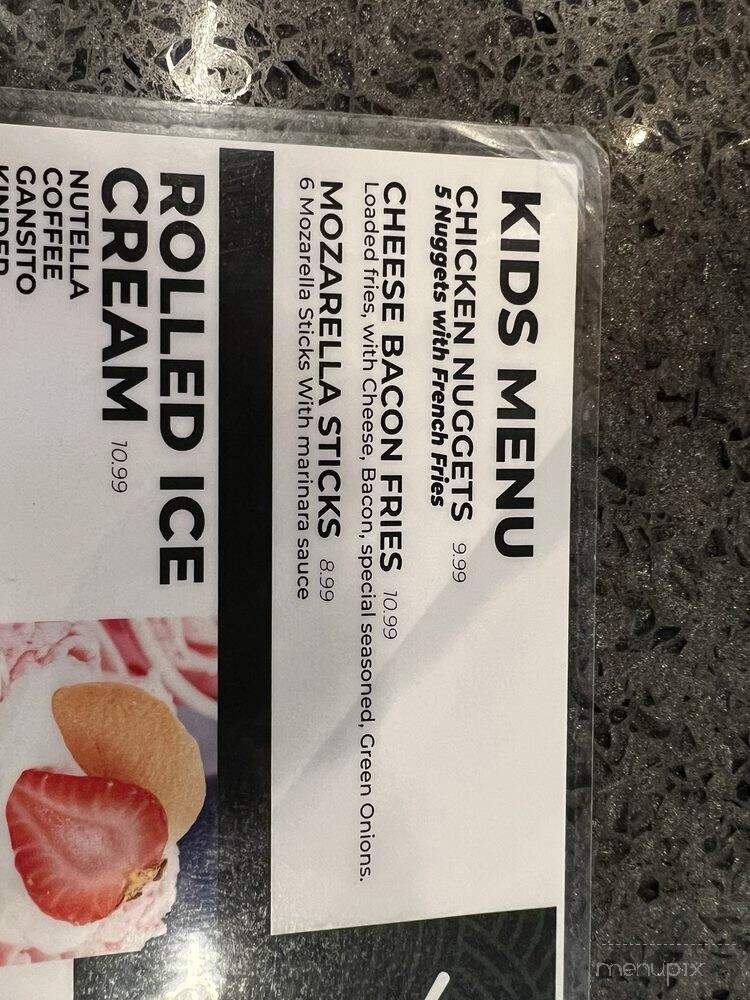 KIDS MENU
CHICKEN NUGGETS 9.99
5 Nuggets with French Fries
CHEESE BACON FRIES 10.99
Loaded fries, with Cheese, Bacon, special seasoned, Green Onions.
MOZARELLA STICKS 8.99
6 Mozarella Sticks With marinara sauce
ROLLED ICE
CREAM 10.99
NUTELLA
COFFEE
GANSITO
KINDER
menupix